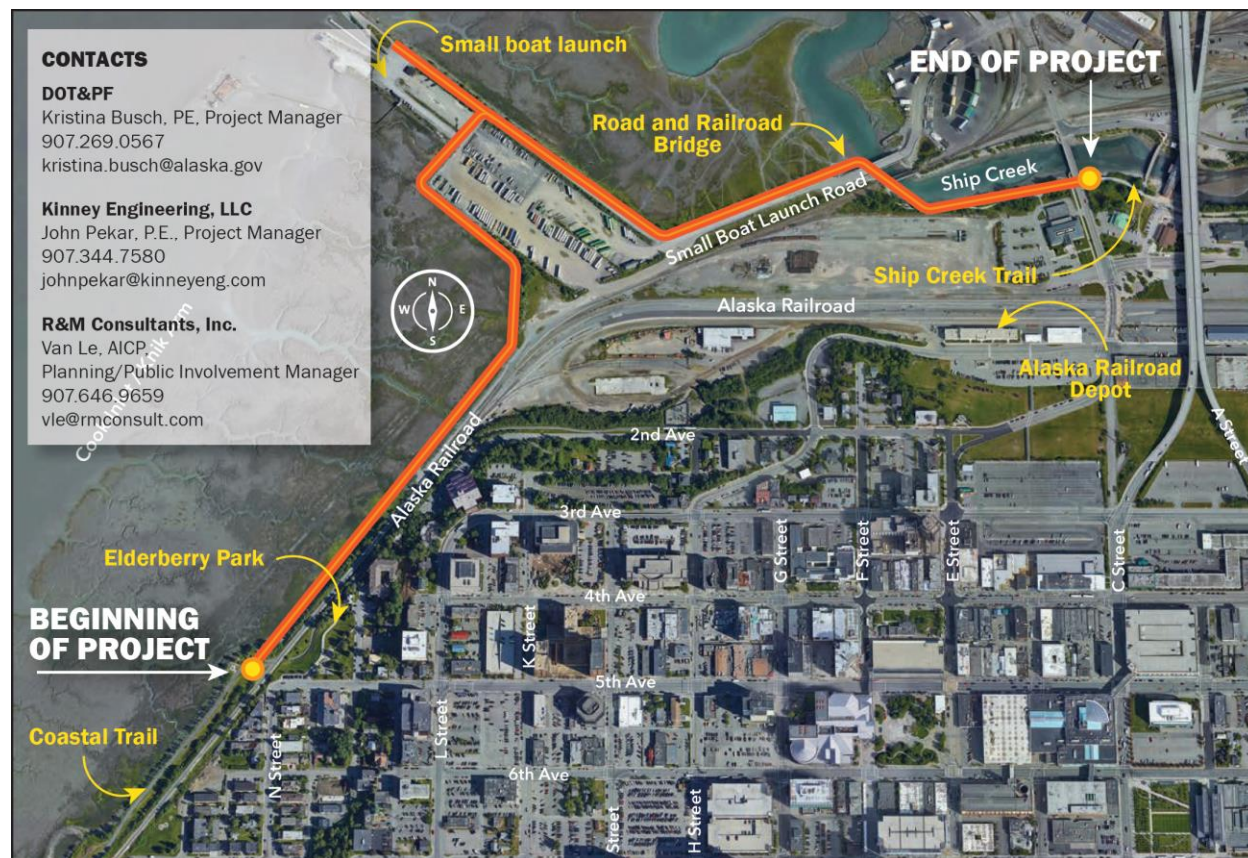 CONTACTS
DOT&PF
Kristina Busch, PE, Project Manager
907.269.0567
kristina.busch@alaska.gov
Kinney Engineering, LLC
John Pekar, P.E., Project Manager
907.344.7580
johnpekar@kinneyeng.com
R&M Consultants, Inc.
Van Le, AICP
Planning/Public Involvement Manager
907.646.9659
vle@rmconsult.com
Cook Inlet / Knik Arm
Small boat launch
END OF PROJECT
Road and Railroad
Bridge
Ship Creek
Small Boat Launch Road
Ship Creek Trail
N
W
E
S
Alaska Railroad
Alaska Railroad
Depot
A Street
2nd Ave
Alaska Railroad
3rd Ave
G Street
F Street
E Street
C Street
Elderberry Park
4th Ave
BEGINNING
OF PROJECT
K Street
5th Ave
Coastal Trail
N Street
L Street
6th Ave
Street
H Street